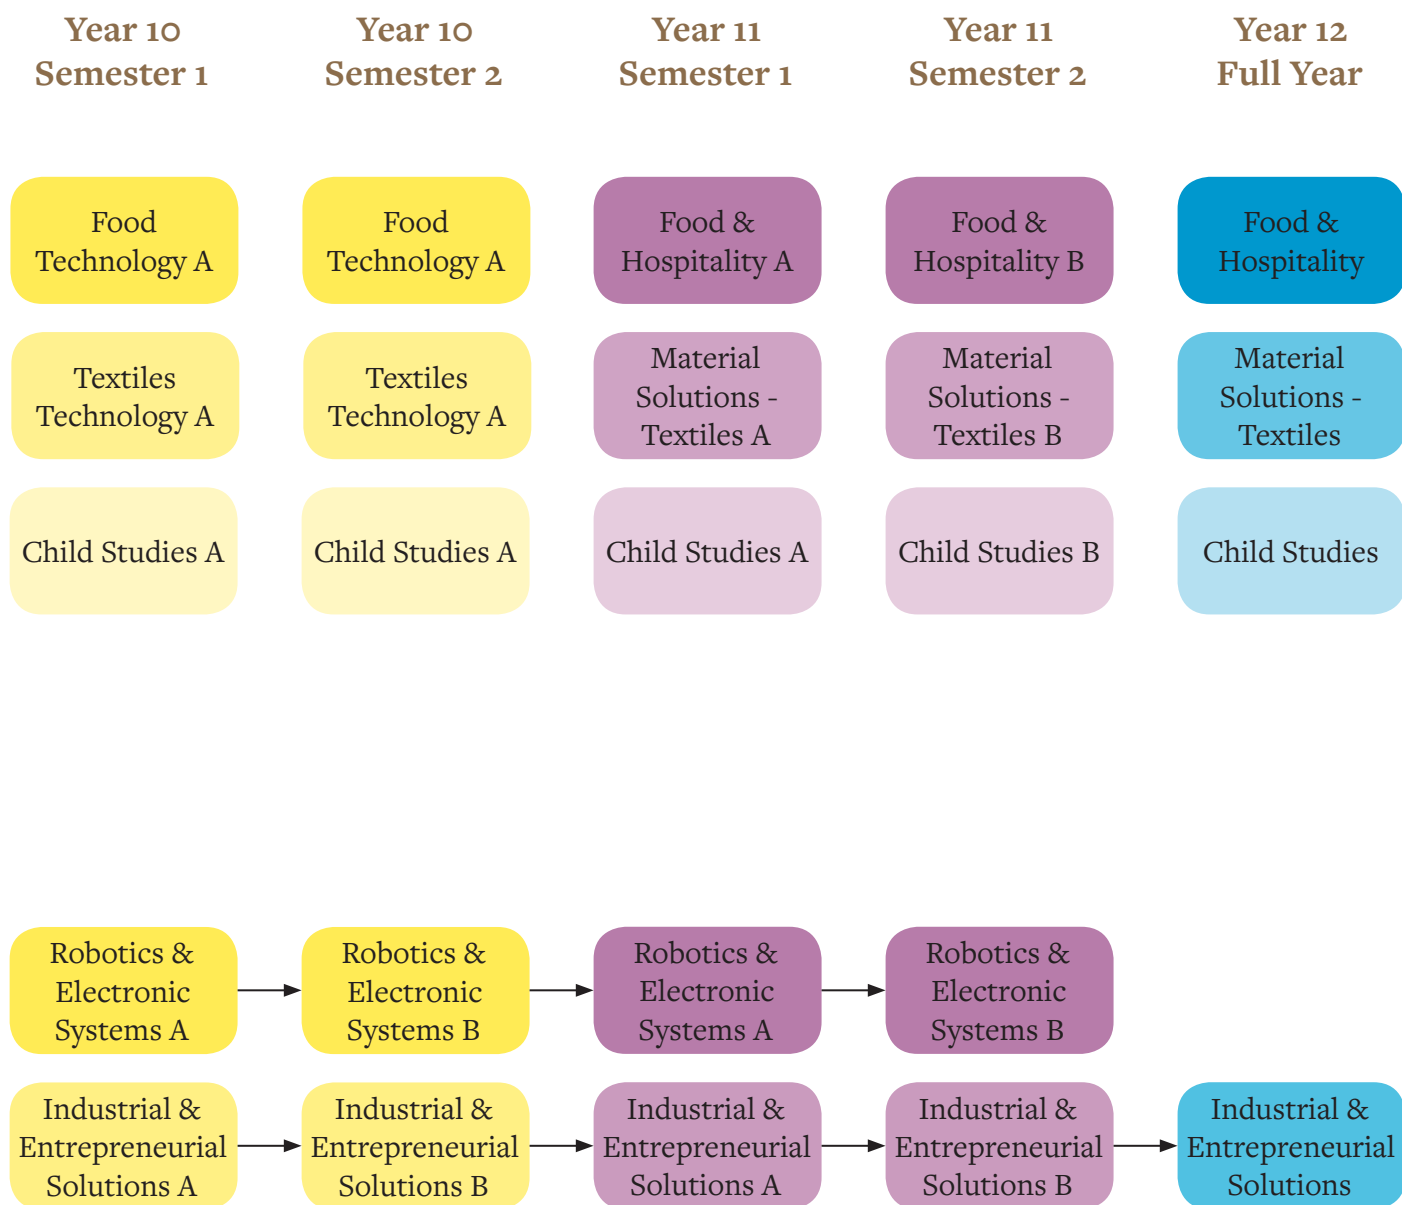 Year 10
Semester 1
Year 10
Semester 2
Year 11
Semester 1
Year 11
Semester 2
Year 12
Full Year
Food
Technology A
Food
Technology A
Food &
Hospitality A
Food &
Hospitality B
Food &
Hospitality
Textiles
Technology A
Textiles
Technology A
Material
Solutions -
Textiles A
Material
Solutions -
Textiles B
Material
Solutions -
Textiles
Child Studies A
Child Studies A
Child Studies A
Child Studies B
Child Studies
Robotics &
Electronic
Systems A
Robotics &
Electronic
Systems B
Robotics &
Electronic
Systems A
Robotics &
Electronic
Systems B
Industrial &
Entrepreneurial
Solutions A
Industrial &
Entrepreneurial
Solutions B
Industrial &
Entrepreneurial
Solutions A
Industrial &
Entrepreneurial
Solutions B
Industrial &
Entrepreneurial
Solutions